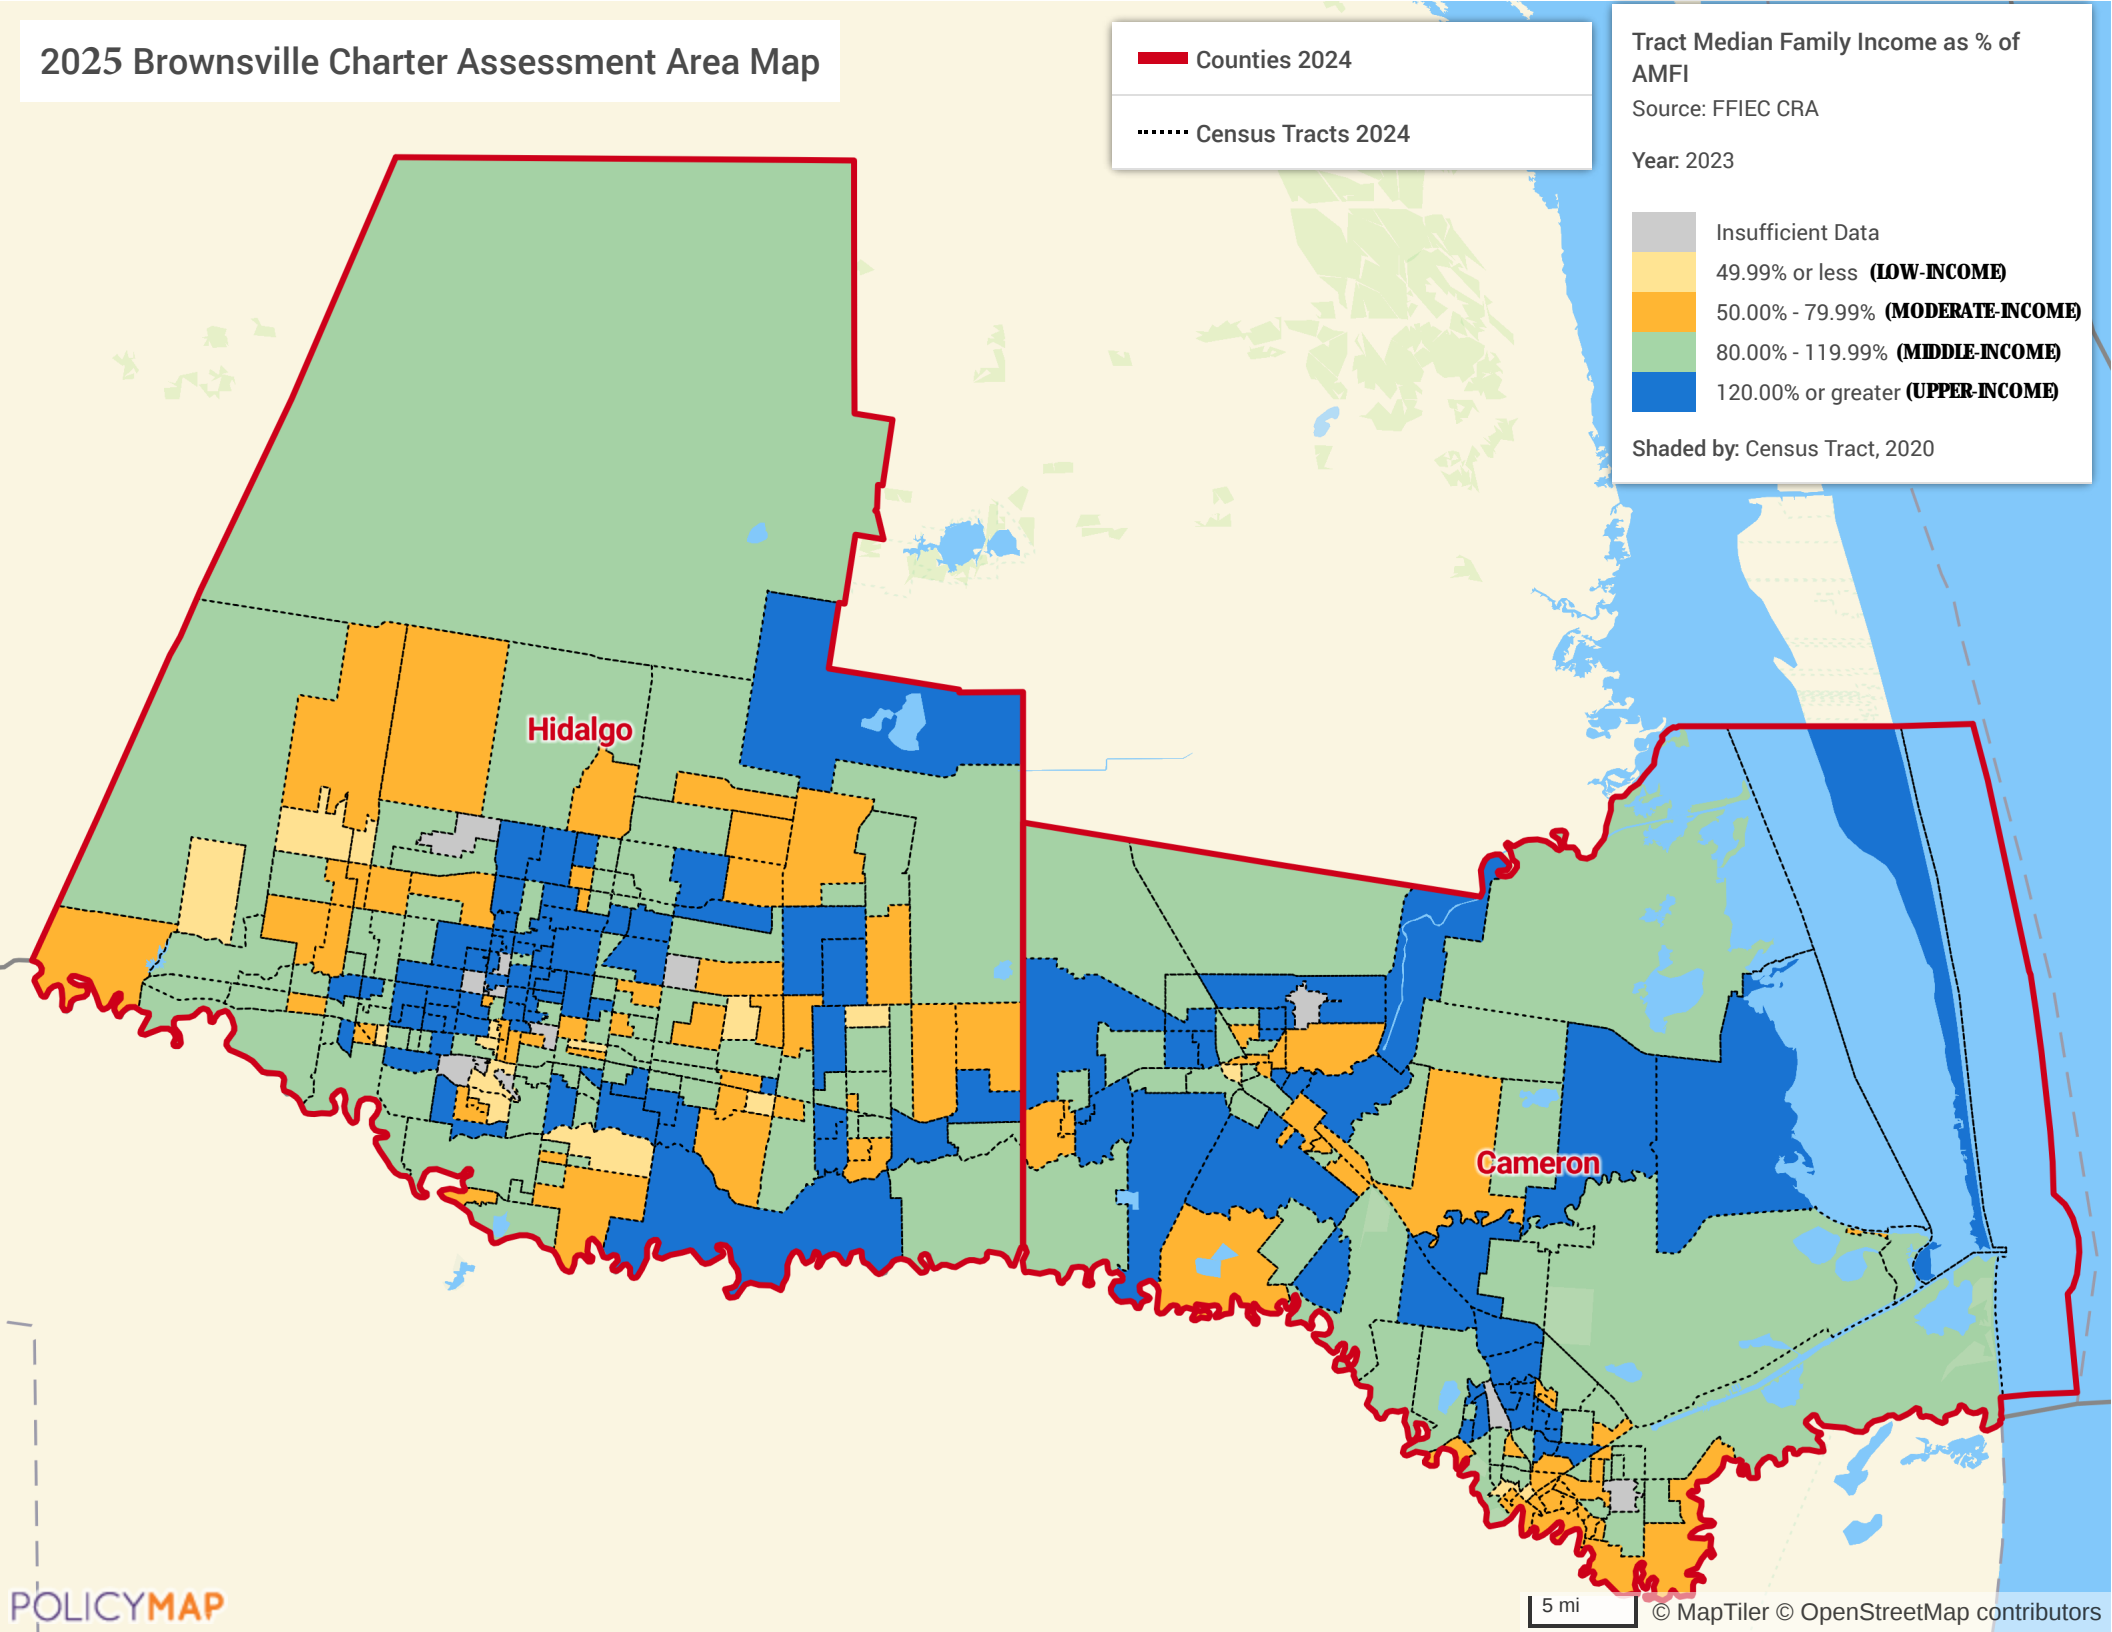 2025 Brownsville Charter Assessment Area Map
Counties 2024
Census Tracts 2024
Tract Median Family Income as % of
AMFI
Source: FFIEC CRA
Year: 2023
Insufficient Data
49.99% or less (LOW-INCOME)
50.00% - 79.99% (MODERATE-INCOME)
80.00% - 119.99% (MIDDLE-INCOME)
120.00% or greater (UPPER-INCOME)
Shaded by: Census Tract, 2020
Hidalgo
Cameron
POLICYMAP
5 mi
© MapTiler © OpenStreetMap contributors